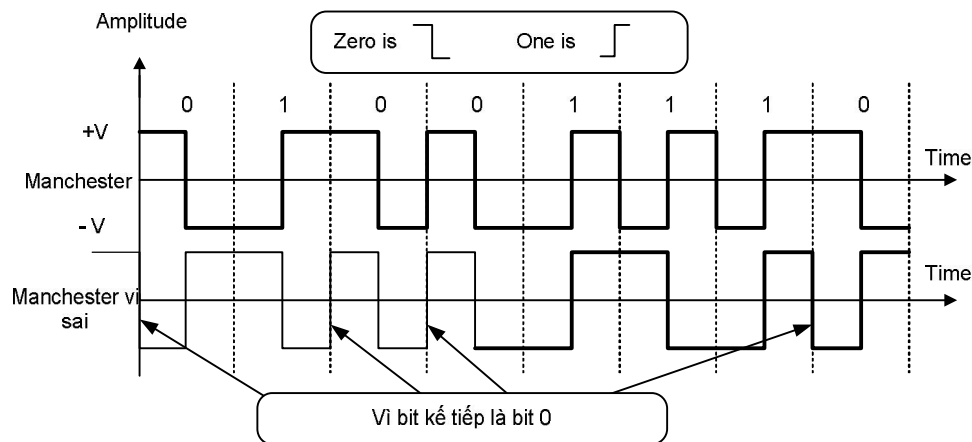 Amplitude
Zero is
One is
0 1 0 0 1 1 1 0
+V
Time
Manchester
- V
Time
Manchester vi
sai
Vì bit kế tiếp là bit 0